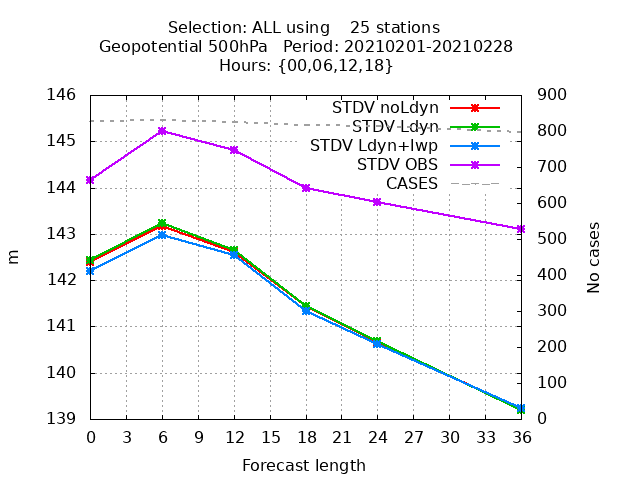 Selection: ALL using    25 stations
Geopotential 500hPa   Period: 20210201-20210228
Hours: {00,06,12,18}
STDV noLdyn
STDV Ldyn
STDV Ldyn+lwp
STDV OBS
CASES
146
145
144
143
142
141
140
139
m
900
800
700
600
500
400
300
200
100
0
No cases
0 3 6 9 12 15 18 21 24 27 30 33 36
Forecast length